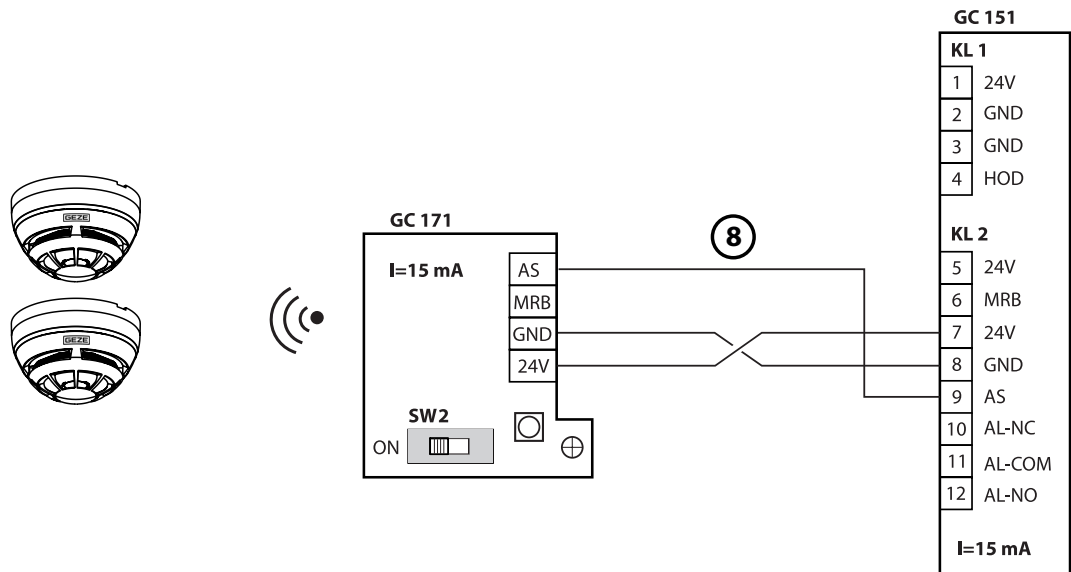 GC 151
KL 1
1 24V
2 GND
3 GND
4 HOD
GEZE
GC 171
8
KL 2
I=15 mA
AS
5 24V
MRB
6 MRB
GND
7 24V
24V
8 GND
GEZE
9 AS
SW2
10 AL-NC
ON
11 AL-COM
12 AL-NO
I=15 mA